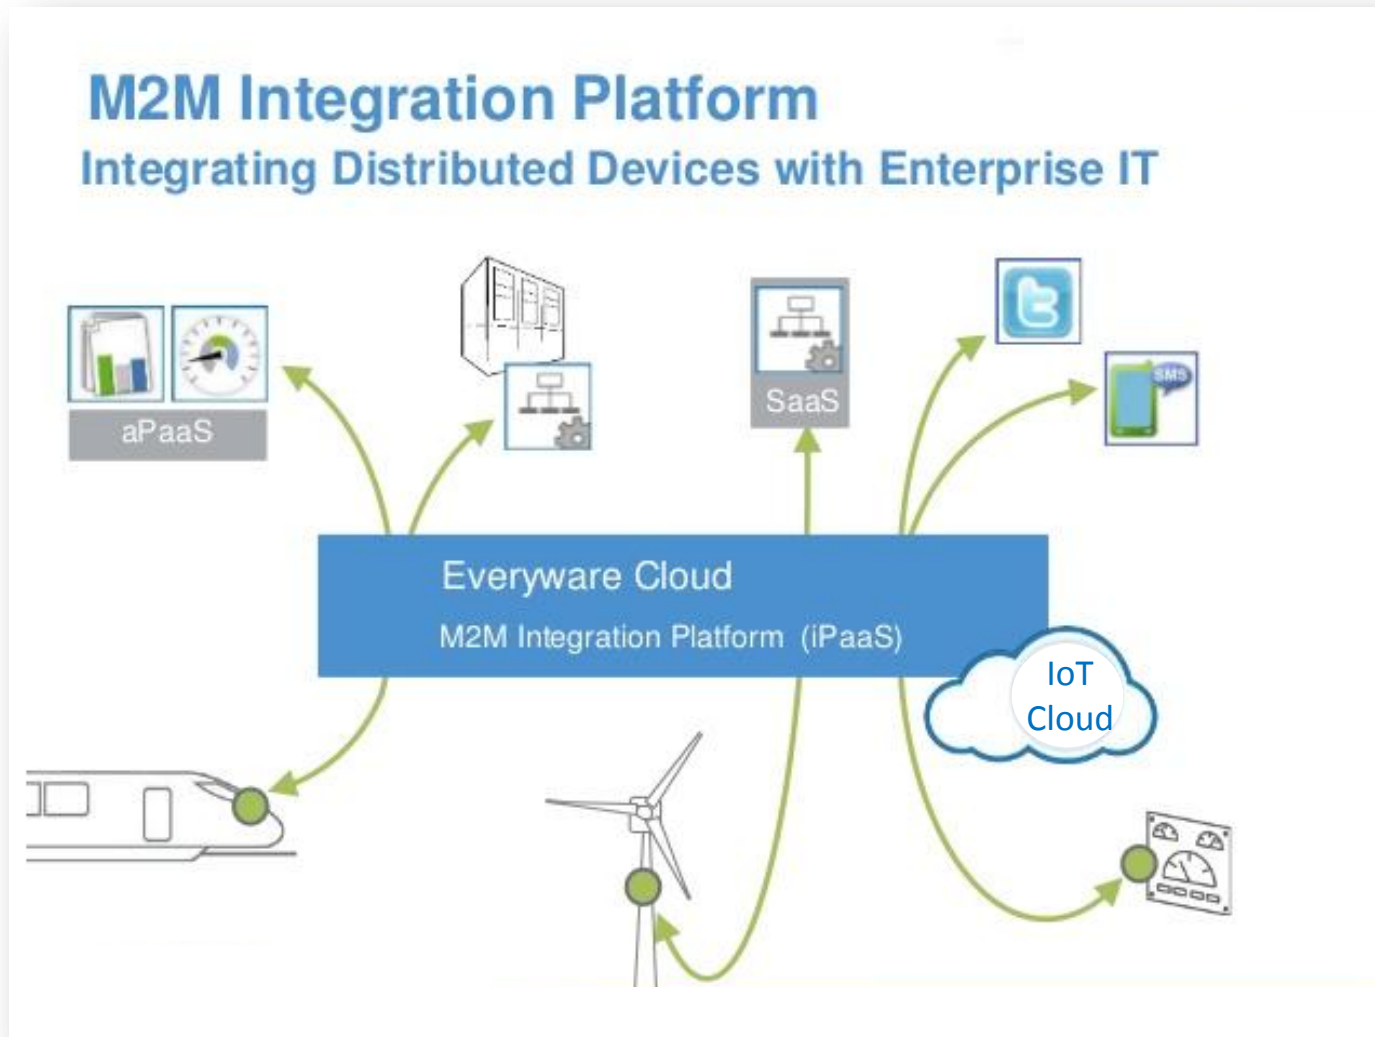 M2M Integration Platform
Integrating Distributed Devices with Enterprise IT
aPaaS
SaaS
t
SMS
Everyware Cloud
M2M Integration Platform (iPaaS)
IoT
Cloud